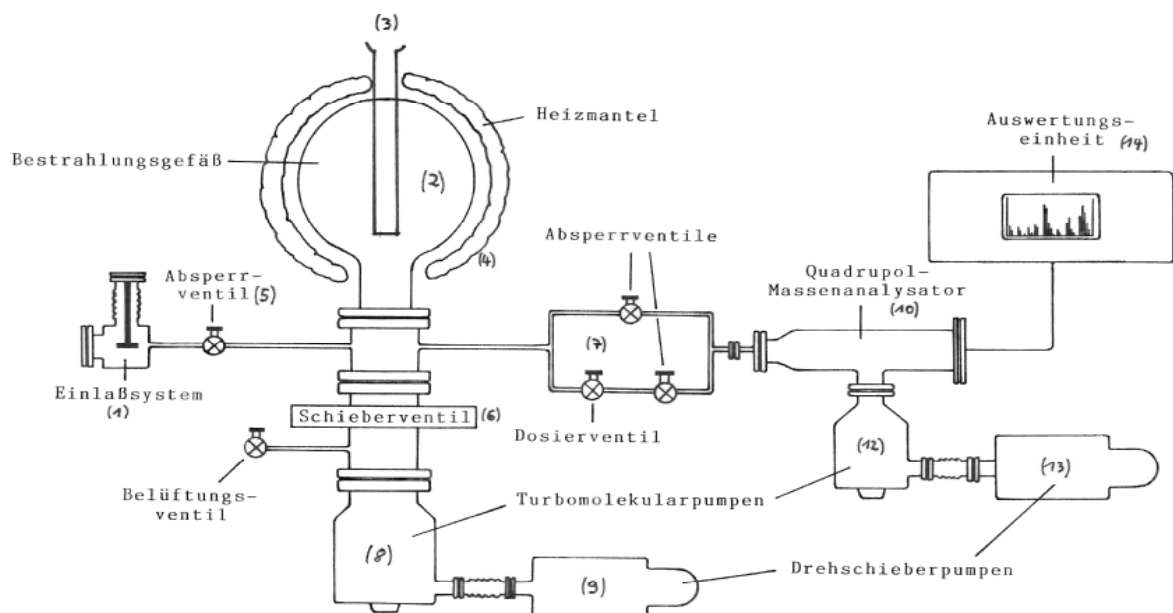 (3)
Heizmantel
Bestrahlungsgefäß
(2)
(4)
Auswertungs-
einheit (14)
Absperrventile
Absperr-
ventil (5)
Quadrupol-
Massenanalysator
(10)
(7)
Einlaßsystem
(1)
Schieberventil (6)
Dosierventil
Belüftungs-
ventil
(12)
(13)
Turbomolekularpumpen
(8)
(9)
Drehschieberpumpen